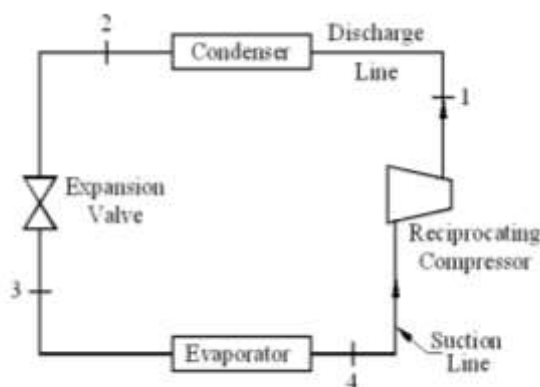 2
Condenser
Discharge
Line
1
Expansion
Valve
Reciprocating
Compressor
3
Evaporator
4
Suction
Line